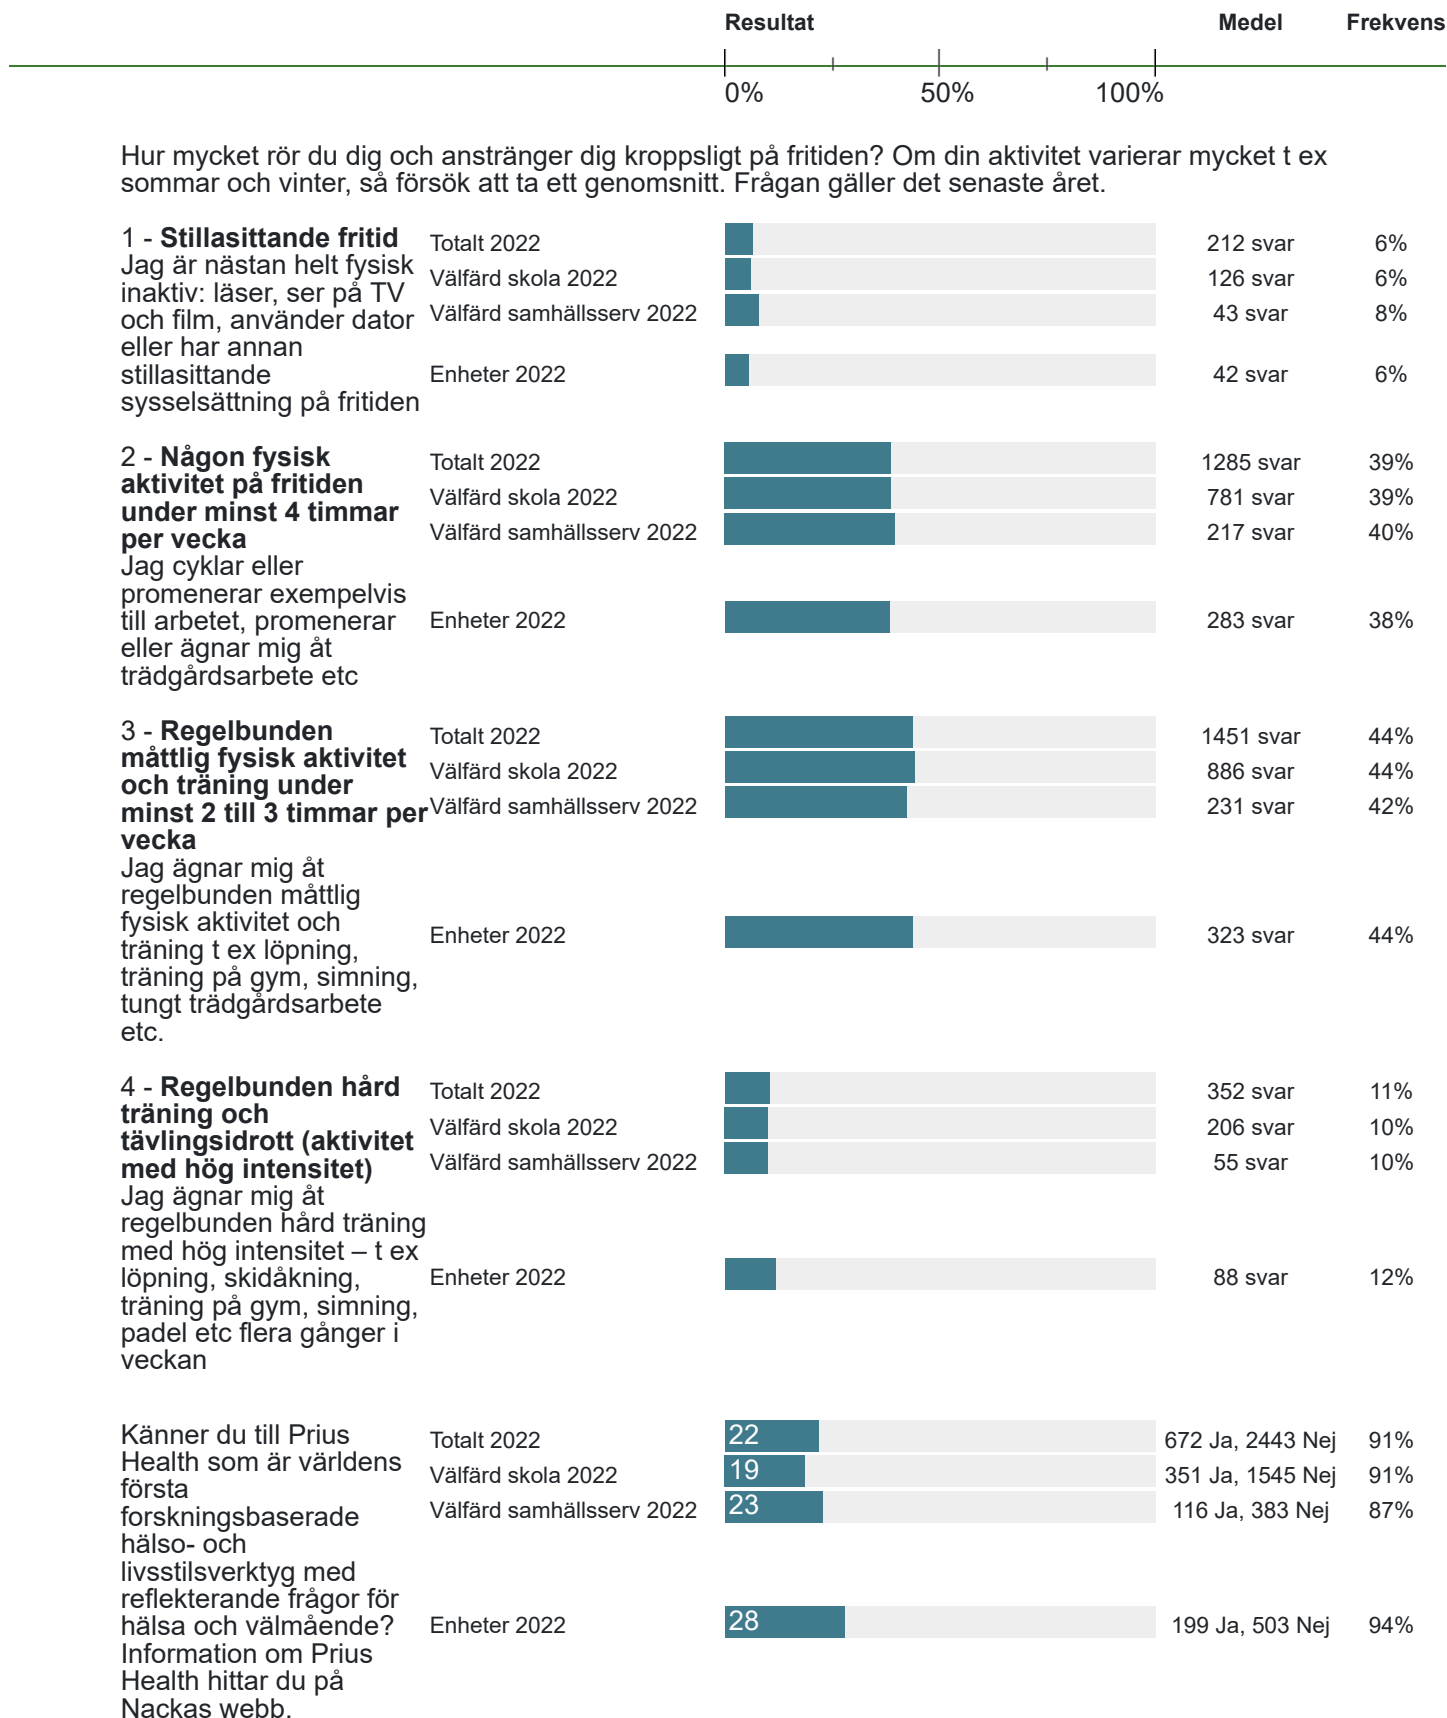 Resultat Medel Frekvens
0% 50% 100%
Hur mycket rör du dig och anstränger dig kroppsligt på fritiden? Om din aktivitet varierar mycket t ex
sommar och vinter, så försök att ta ett genomsnitt. Frågan gäller det senaste året.
1 - Stillasittande fritid
Jag är nästan helt fysisk
inaktiv: läser, ser på TV
och film, använder dator
eller har annan
stillasittande
sysselsättning på fritiden
Totalt 2022 212 svar 6%
Välfärd skola 2022 126 svar 6%
Välfärd samhällsserv 2022 43 svar 8%
Enheter 2022 42 svar 6%
2 - Någon fysisk
aktivitet på fritiden
under minst 4 timmar
per vecka
Jag cyklar eller
promenerar exempelvis
till arbetet, promenerar
eller ägnar mig åt
trädgårdsarbete etc
Totalt 2022 1285 svar 39%
Välfärd skola 2022 781 svar 39%
Välfärd samhällsserv 2022 217 svar 40%
Enheter 2022 283 svar 38%
3 - Regelbunden
måttlig fysisk aktivitet
och träning under
minst 2 till 3 timmar per
vecka
Jag ägnar mig åt
regelbunden måttlig
fysisk aktivitet och
träning t ex löpning,
träning på gym, simning,
tungt trädgårdsarbete
etc.
Totalt 2022 1451 svar 44%
Välfärd skola 2022 886 svar 44%
Välfärd samhällsserv 2022 231 svar 42%
Enheter 2022 323 svar 44%
4 - Regelbunden hård
träning och
tävlingsidrott (aktivitet
med hög intensitet)
Jag ägnar mig åt
regelbunden hård träning
med hög intensitet – t ex
löpning, skidåkning,
träning på gym, simning,
padel etc flera gånger i
veckan
Totalt 2022 352 svar 11%
Välfärd skola 2022 206 svar 10%
Välfärd samhällsserv 2022 55 svar 10%
Enheter 2022 88 svar 12%
Känner du till Prius
Health som är världens
första
forskningsbaserade
hälso- och
livsstilsverktyg med
reflekterande frågor för
hälsa och välmående?
Information om Prius
Health hittar du på
Nackas webb.
Totalt 2022 22 672 Ja, 2443 Nej 91%
Välfärd skola 2022 19 351 Ja, 1545 Nej 91%
Välfärd samhällsserv 2022 23 116 Ja, 383 Nej 87%
Enheter 2022 28 199 Ja, 503 Nej 94%